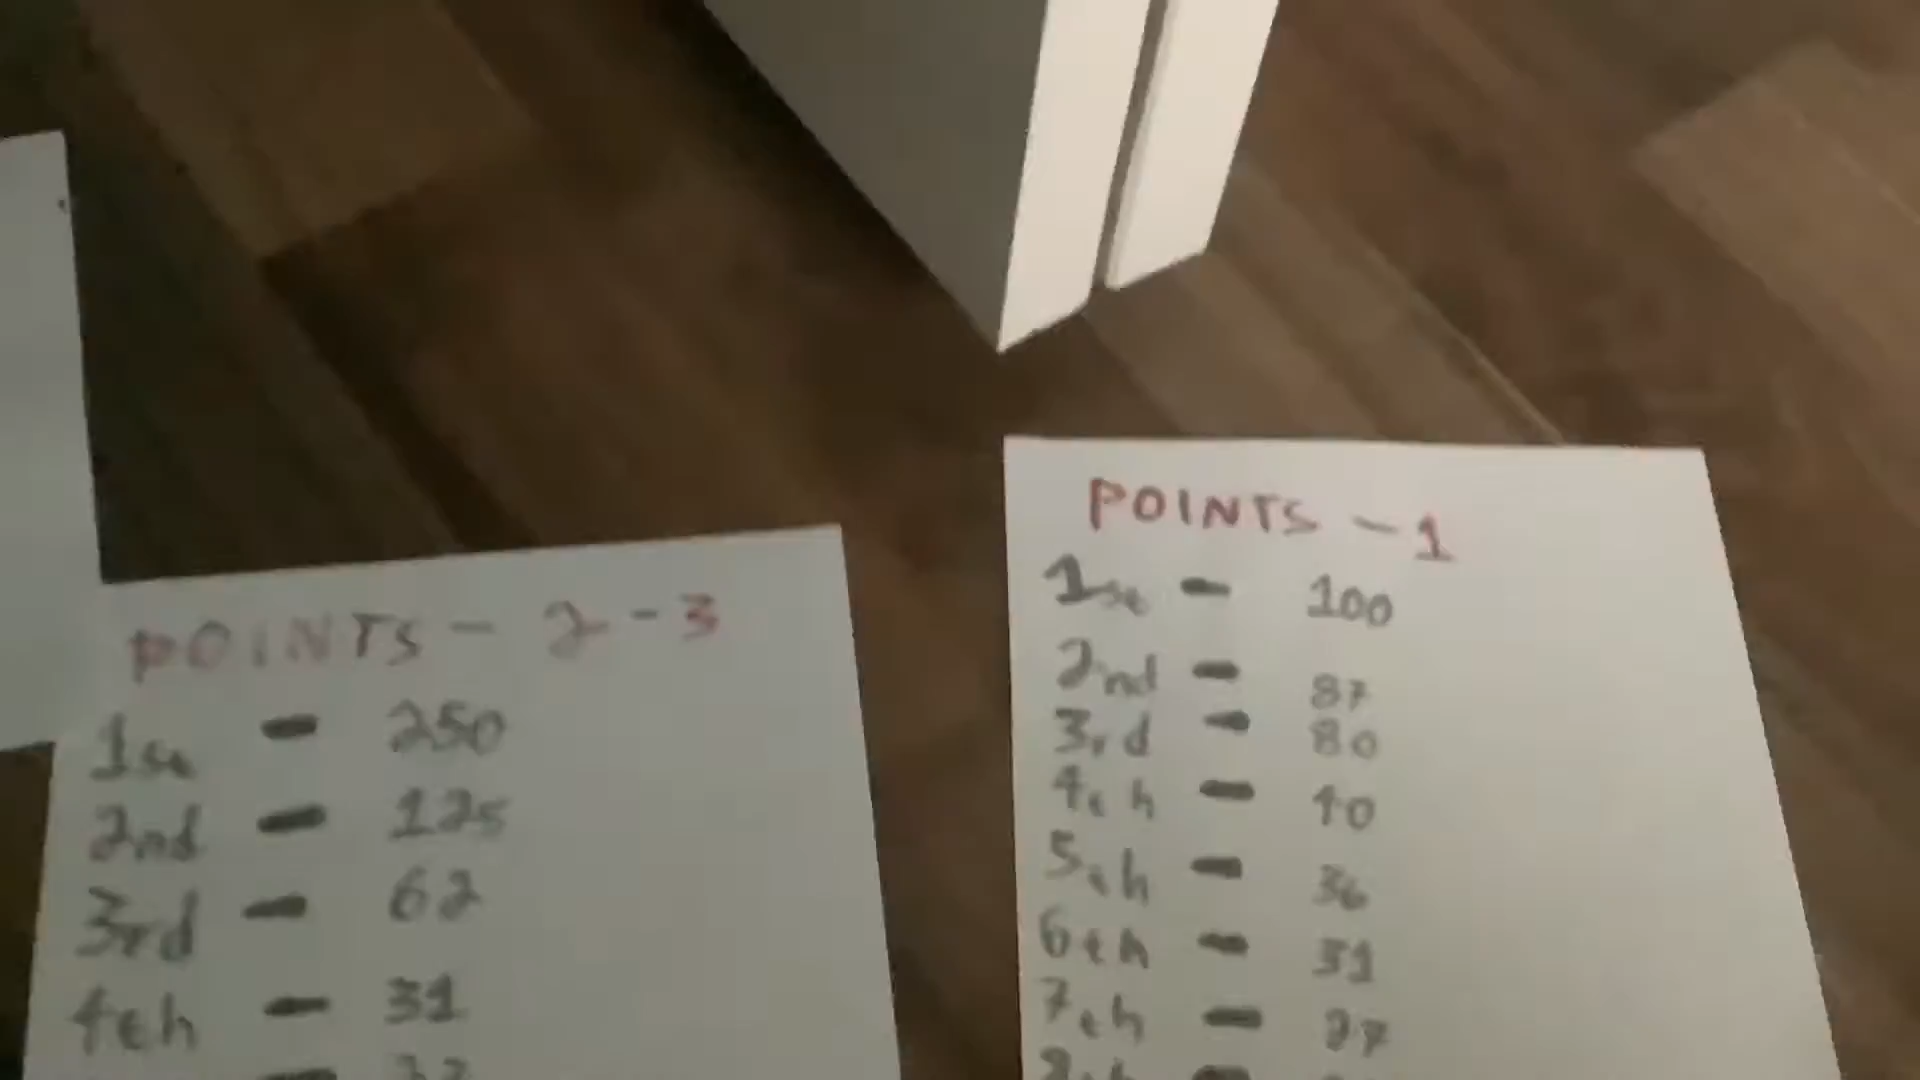 POINTS - 2 - 3
1st - 250
2nd - 125
3rd - 62
4th - 31
POINTS - 1
1st - 100
2nd - 87
3rd - 80
4th - 40
5th - 36
6th - 31
7th - 27